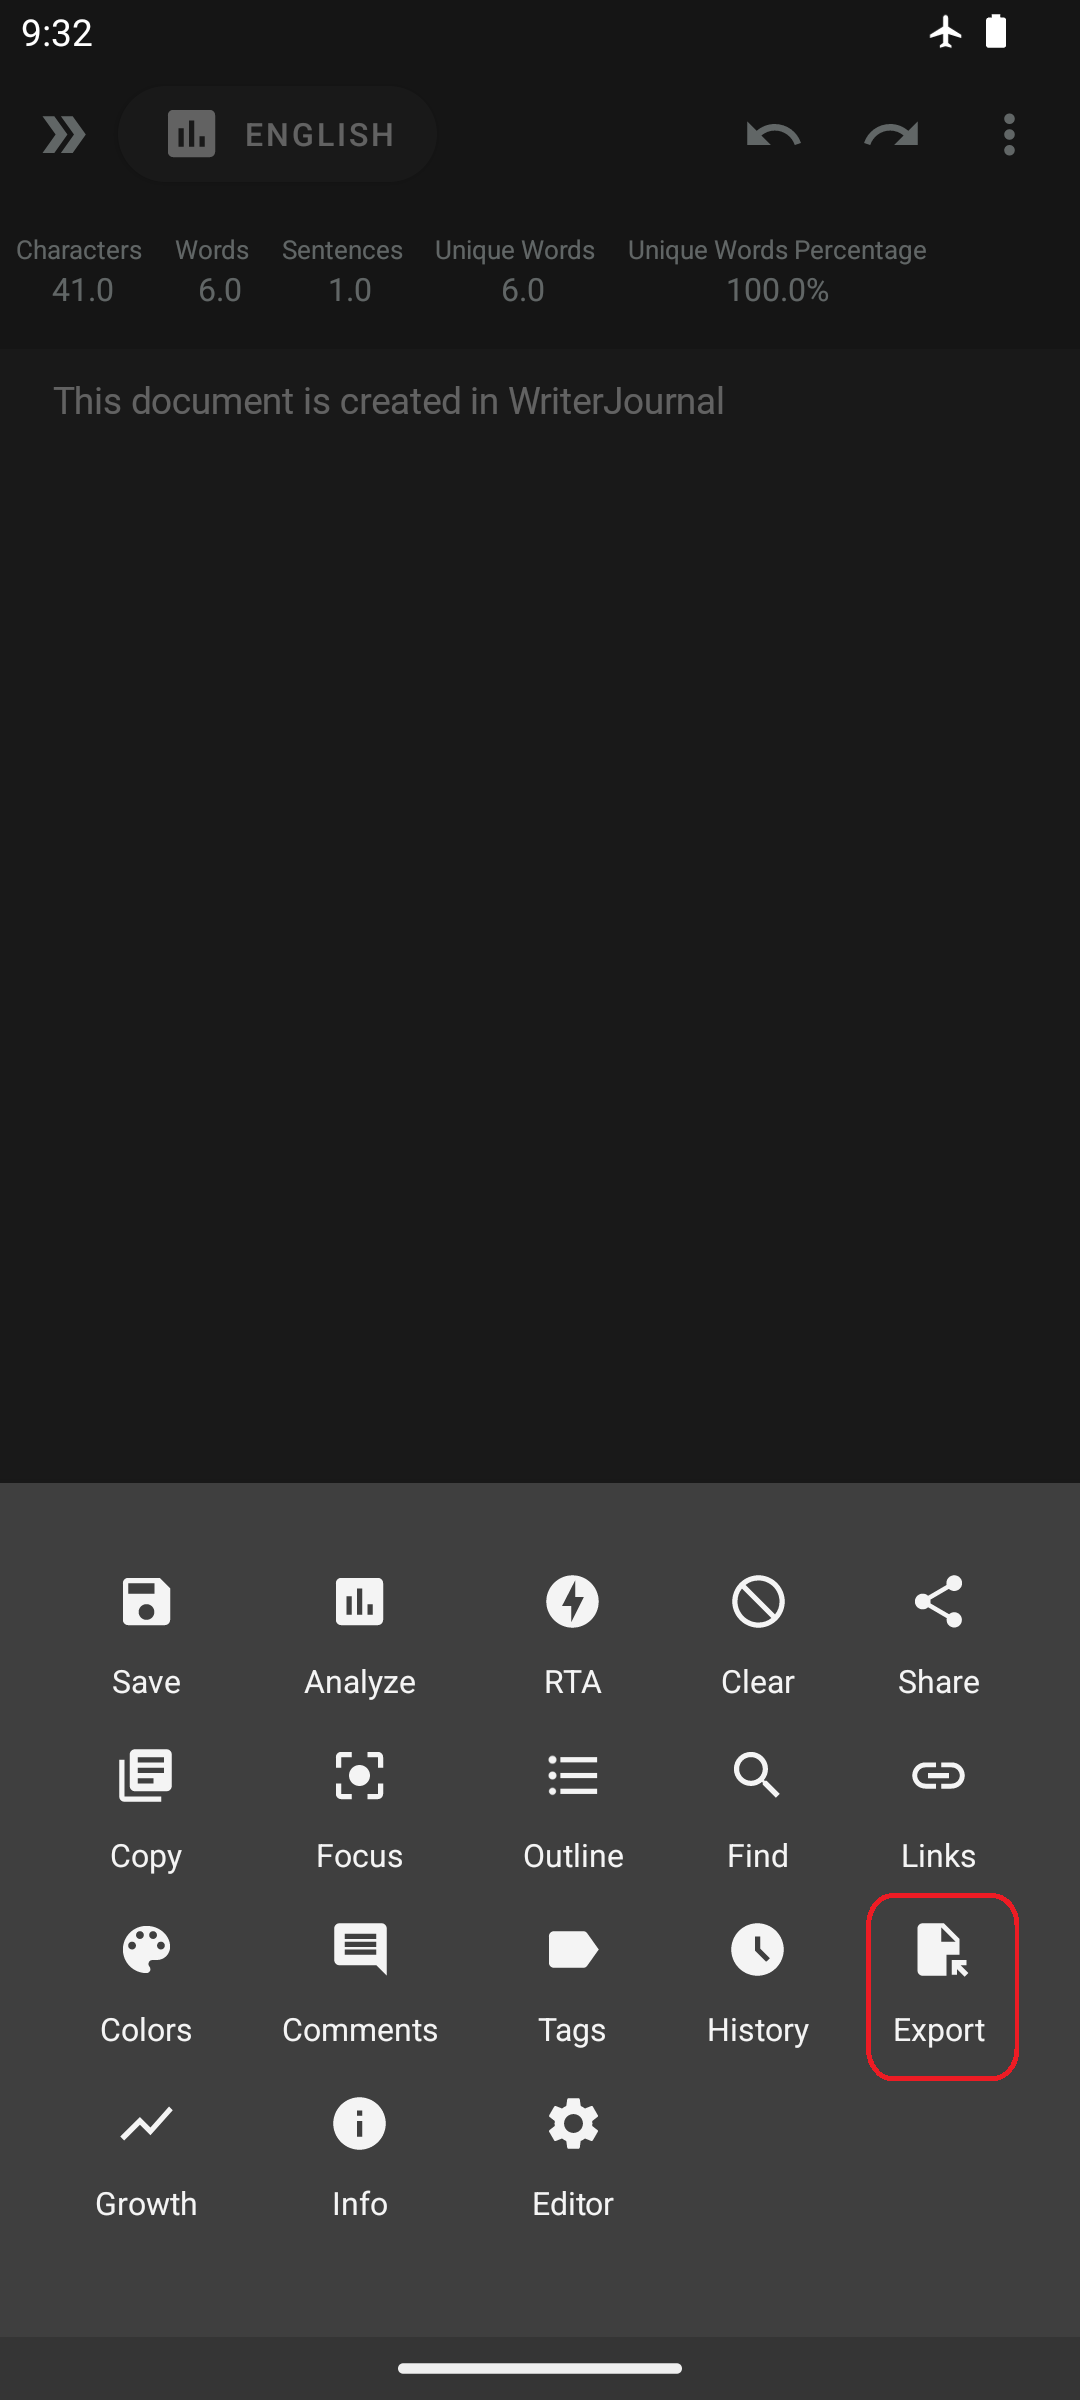 9:32
ENGLISH
Characters Words Sentences Unique Words Unique Words Percentage
41.0 6.0 1.0 6.0 100.0%
This document is created in WriterJournal
Save Analyze RTA Clear Share
Copy Focus Outline Find Links
Colors Comments Tags History Export
Growth Info Editor